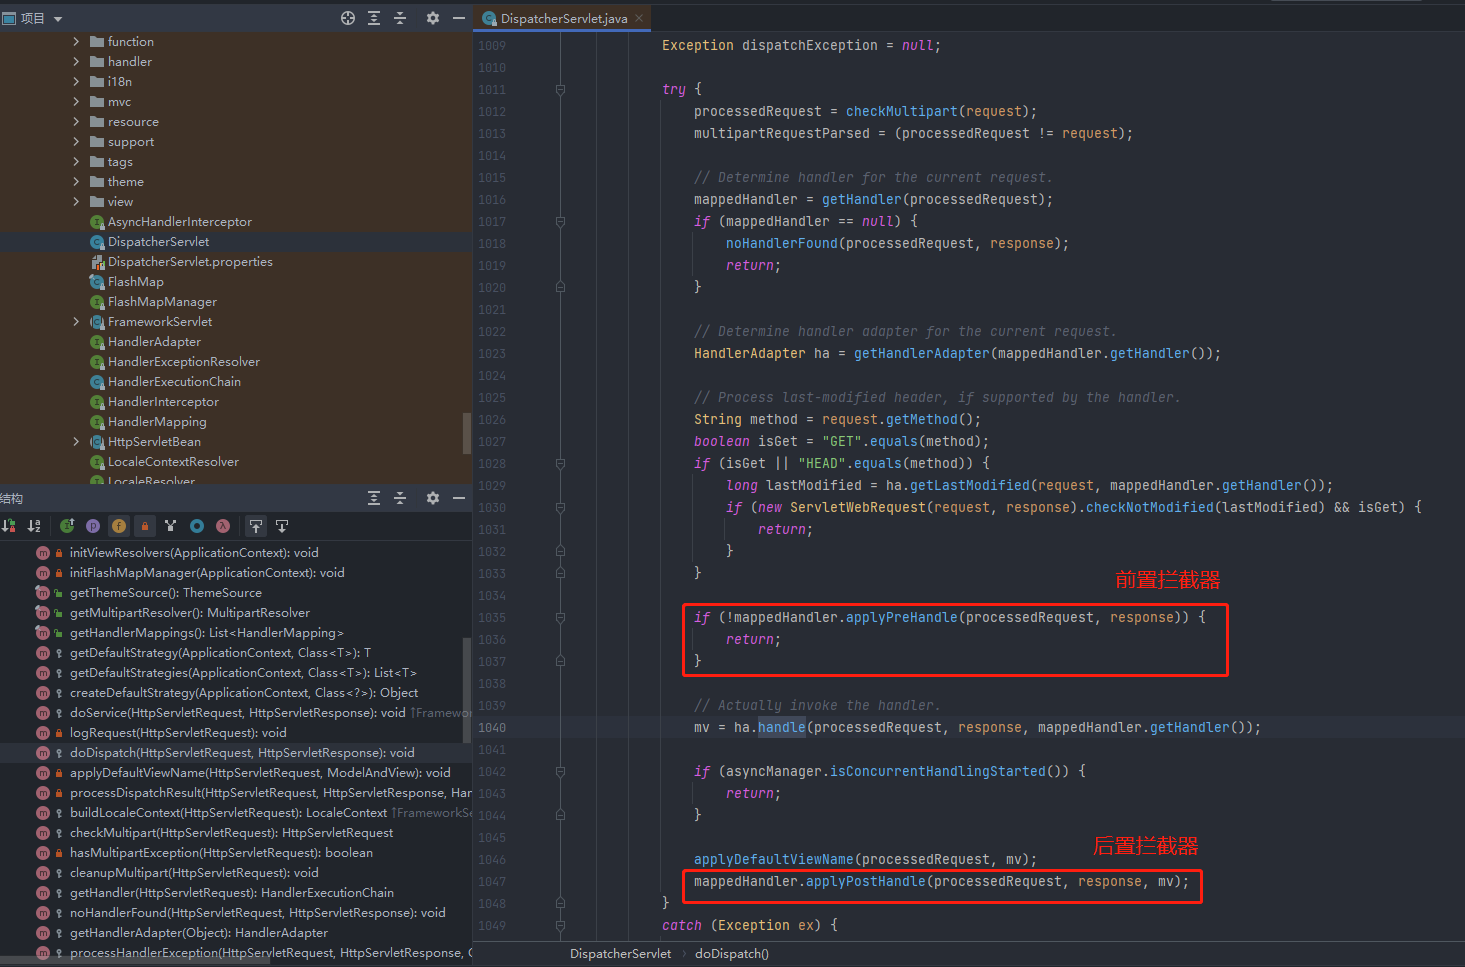 项目
function
handler
i18n
mvc
resource
support
tags
theme
view
AsyncHandlerInterceptor
DispatcherServlet
DispatcherServlet.properties
FlashMap
FlashMapManager
FrameworkServlet
HandlerAdapter
HandlerExceptionResolver
HandlerExecutionChain
HandlerInterceptor
HandlerMapping
HttpServletBean
LocaleContextResolver
LocaleResolver
结构
initViewResolvers(ApplicationContext): void
initFlashMapManager(ApplicationContext): void
getThemeSource(): ThemeSource
getMultipartResolver(): MultipartResolver
getHandlerMappings(): List<HandlerMapping>
getDefaultStrategy(ApplicationContext, Class<T>): T
getDefaultStrategies(ApplicationContext, Class<T>): List<T>
createDefaultStrategy(ApplicationContext, Class<?>): Object
doService(HttpServletRequest, HttpServletResponse): void ↑Framewor
logRequest(HttpServletRequest): void
doDispatch(HttpServletRequest, HttpServletResponse): void
applyDefaultViewName(HttpServletRequest, ModelAndView): void
processDispatchResult(HttpServletRequest, HttpServletResponse, Han
buildLocaleContext(HttpServletRequest): LocaleContext ↑FrameworkSe
checkMultipart(HttpServletRequest): HttpServletRequest
hasMultipartException(HttpServletRequest): boolean
cleanupMultipart(HttpServletRequest): void
getHandler(HttpServletRequest): HandlerExecutionChain
noHandlerFound(HttpServletRequest, HttpServletResponse): void
getHandlerAdapter(Object): HandlerAdapter
processHandlerException(HttpServletRequest, HttpServletResponse, O
DispatcherServlet.java
1009 Exception dispatchException = null;
1010
1011 try {
1012 processedRequest = checkMultipart(request);
1013 multipartRequestParsed = (processedRequest != request);
1014
1015 // Determine handler for the current request.
1016 mappedHandler = getHandler(processedRequest);
1017 if (mappedHandler == null) {
1018 noHandlerFound(processedRequest, response);
1019 return;
1020 }
1021
1022 // Determine handler adapter for the current request.
1023 HandlerAdapter ha = getHandlerAdapter(mappedHandler.getHandler());
1024
1025 // Process last-modified header, if supported by the handler.
1026 String method = request.getMethod();
1027 boolean isGet = "GET".equals(method);
1028 if (isGet || "HEAD".equals(method)) {
1029 long lastModified = ha.getLastModified(request, mappedHandler.getHandler());
1030 if (new ServletWebRequest(request, response).checkNotModified(lastModified) && isGet) {
1031 return;
1032 }
1033 }
前置拦截器
1034
1035 if (!mappedHandler.applyPreHandle(processedRequest, response)) {
1036 return;
1037 }
1038
1039 // Actually invoke the handler.
1040 mv = ha.handle(processedRequest, response, mappedHandler.getHandler());
1041
1042 if (asyncManager.isConcurrentHandlingStarted()) {
1043 return;
1044 }
1045
后置拦截器
1046 applyDefaultViewName(processedRequest, mv);
1047 mappedHandler.applyPostHandle(processedRequest, response, mv);
1048 }
1049 catch (Exception ex) {
DispatcherServlet › doDispatch()